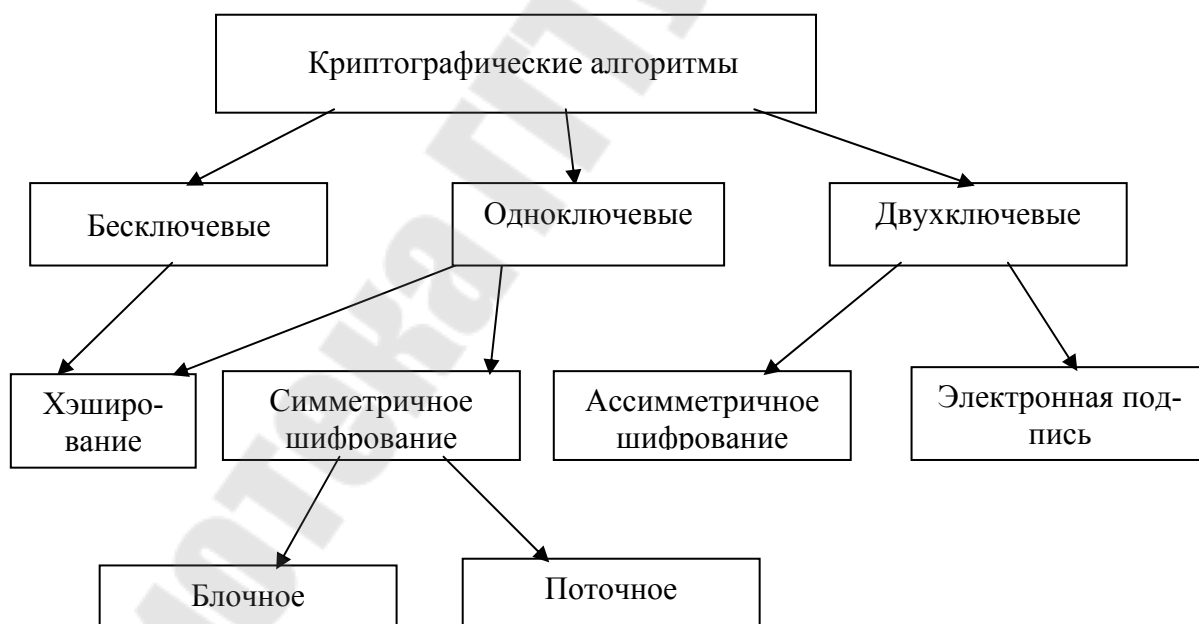 Криптографические алгоритмы
Бесключевые
Одноключевые
Двухключевые
Хэширо-
вание
Симметричное
шифрование
Ассимметричное
шифрование
Электронная под-
пись
Блочное
Поточное